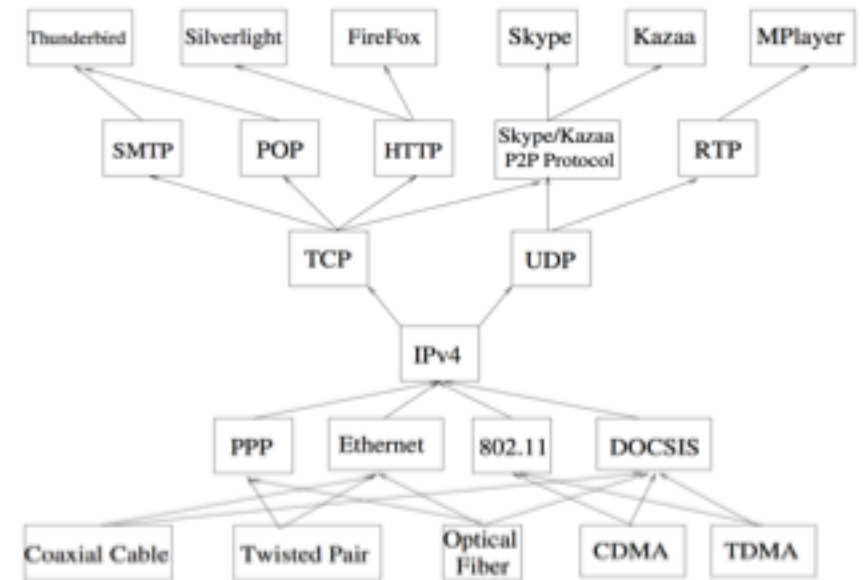 Thunderbird
Silverlight
FireFox
Skype
Kazaa
MPlayer
SMTP
POP
HTTP
Skype/Kazaa
P2P Protocol
RTP
TCP
UDP
IPv4
PPP
Ethernet
802.11
DOCSIS
Coaxial Cable
Twisted Pair
Optical
Fiber
CDMA
TDMA